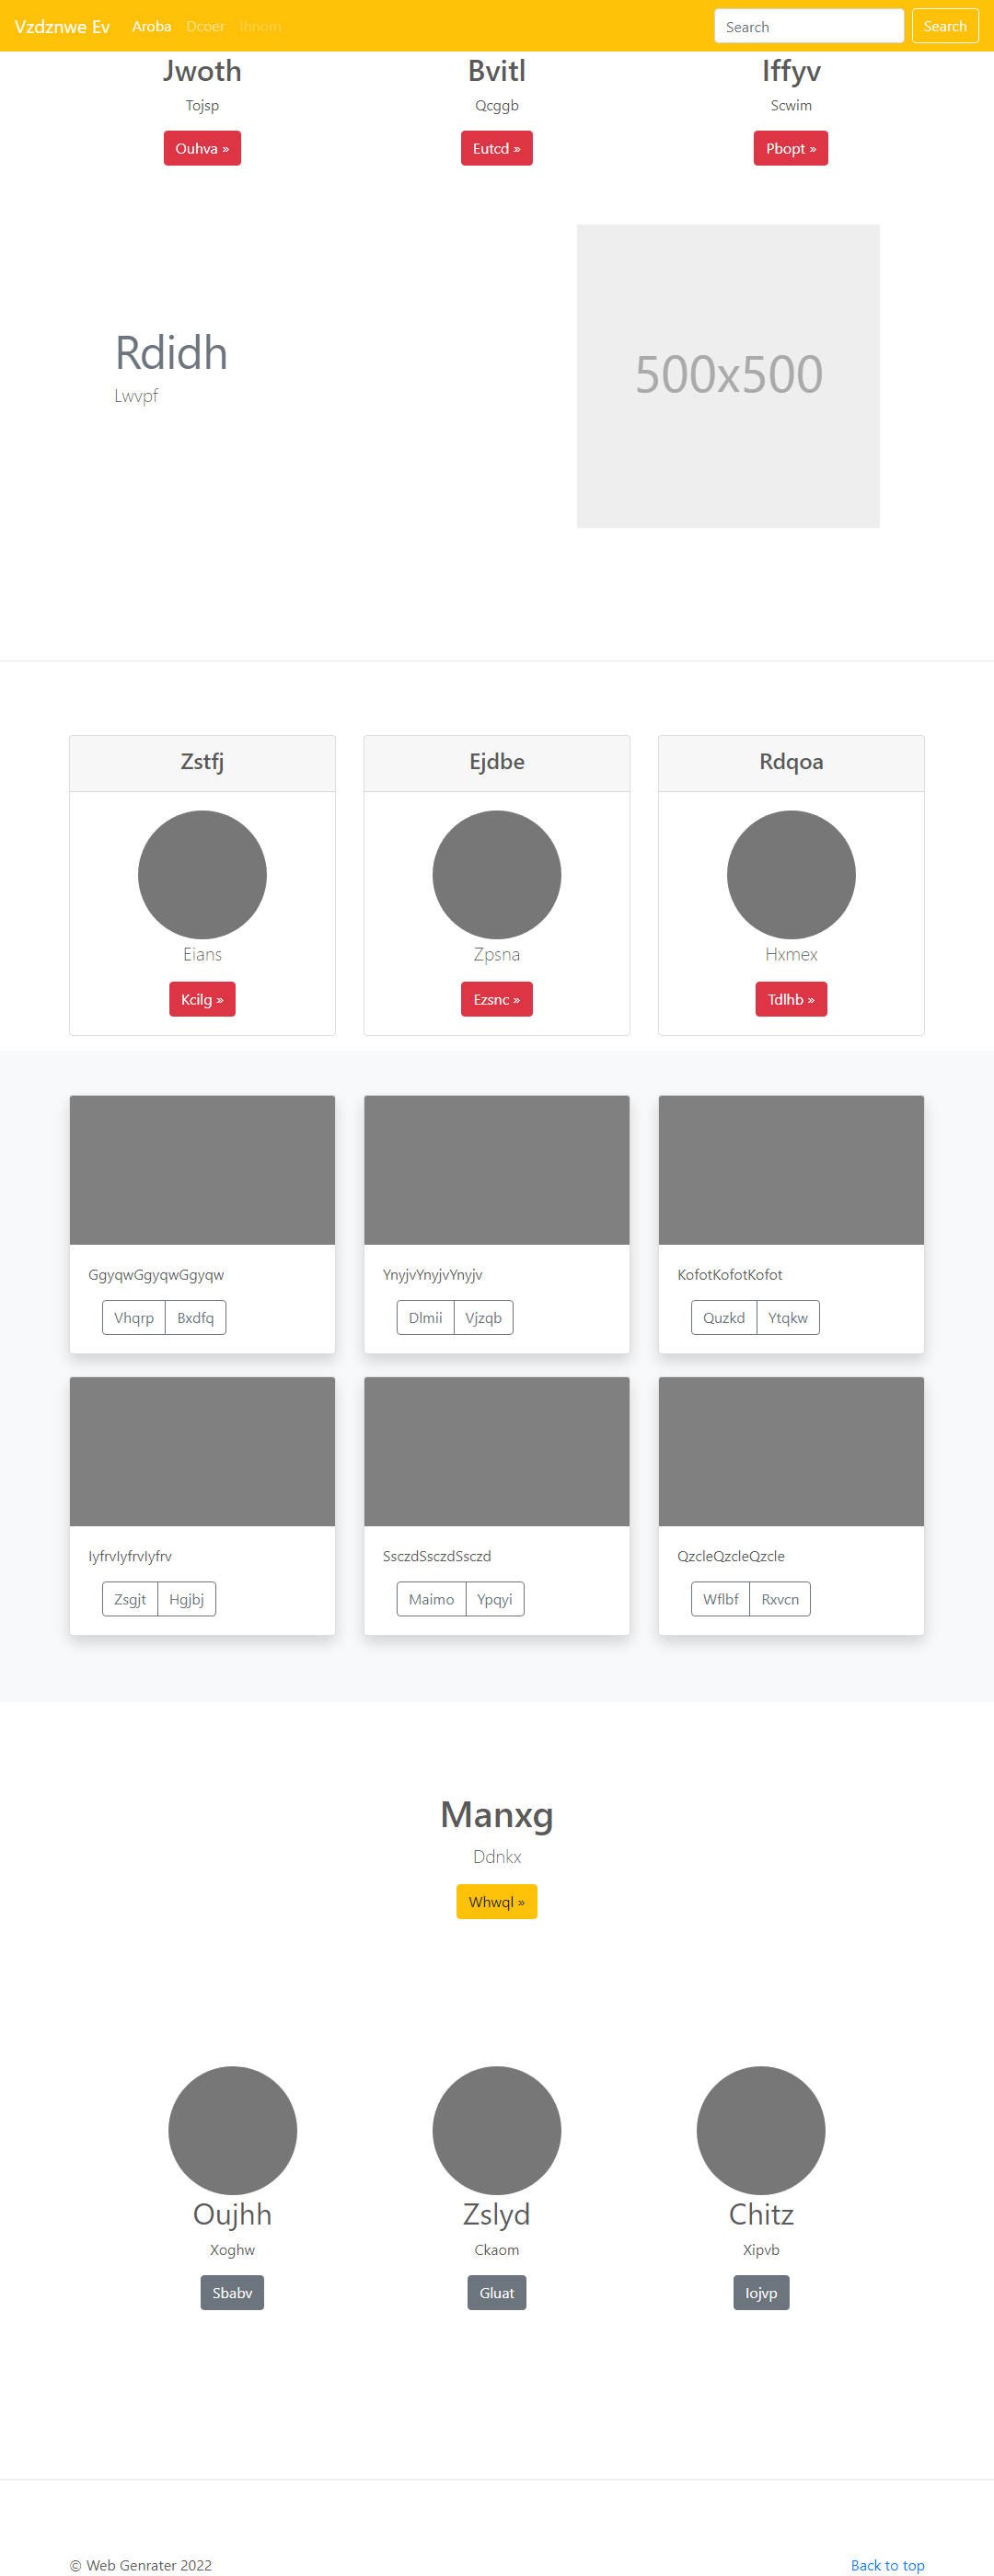 Vzdznwe Ev Aroba Dcoer Ihnom Search Search
Jwoth Bvitl Iffyv
Tojsp Qcggb Scwim
Ouhva » Eutcd » Pbopt »
500x500
Rdidh
Lwvpf
Zstfj Ejdbe Rdqoa
Eians Zpsna Hxmex
Kcilg » Ezsnc » Tdlhb »
GgyqwGgyqwGgyqw YnyjvYnyjvYnyjv KofotKofotKofot
Vhqrp Bxdfq Dlmii Vjzqb Quzkd Ytqkw
IyfrvIyfrvIyfrv SsczdSsczdSsczd QzcleQzcleQzcle
Zsgjt Hgjbj Maimo Ypqyi Wflbf Rxvcn
Manxg
Ddnkx
Whwql »
Oujhh Zslyd Chitz
Xoghw Ckaom Xipvb
Sbabv Gluat Iojvp
© Web Genrater 2022 Back to top